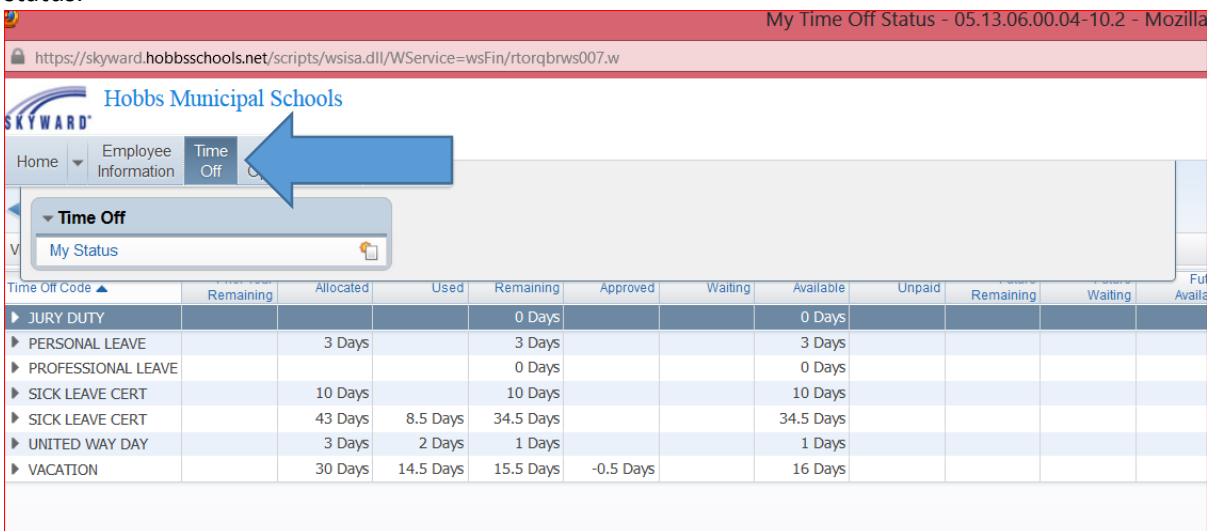 status.
My Time Off Status - 05.13.06.00.04-10.2 - Mozilla
https://skyward.hobbsschools.net/scripts/wsisa.dll/WService=wsFin/rtorqbrws007.w
SKYWARD Hobbs Municipal Schools
Home Employee Information Time Off
Time Off
My Status
Time Off Code Remaining Allocated Used Remaining Approved Waiting Available Unpaid Remaining Waiting
JURY DUTY 0 Days 0 Days
PERSONAL LEAVE 3 Days 3 Days 3 Days
PROFESSIONAL LEAVE 0 Days 0 Days
SICK LEAVE CERT 10 Days 10 Days 10 Days
SICK LEAVE CERT 43 Days 8.5 Days 34.5 Days 34.5 Days
UNITED WAY DAY 3 Days 2 Days 1 Days 1 Days
VACATION 30 Days 14.5 Days 15.5 Days -0.5 Days 16 Days